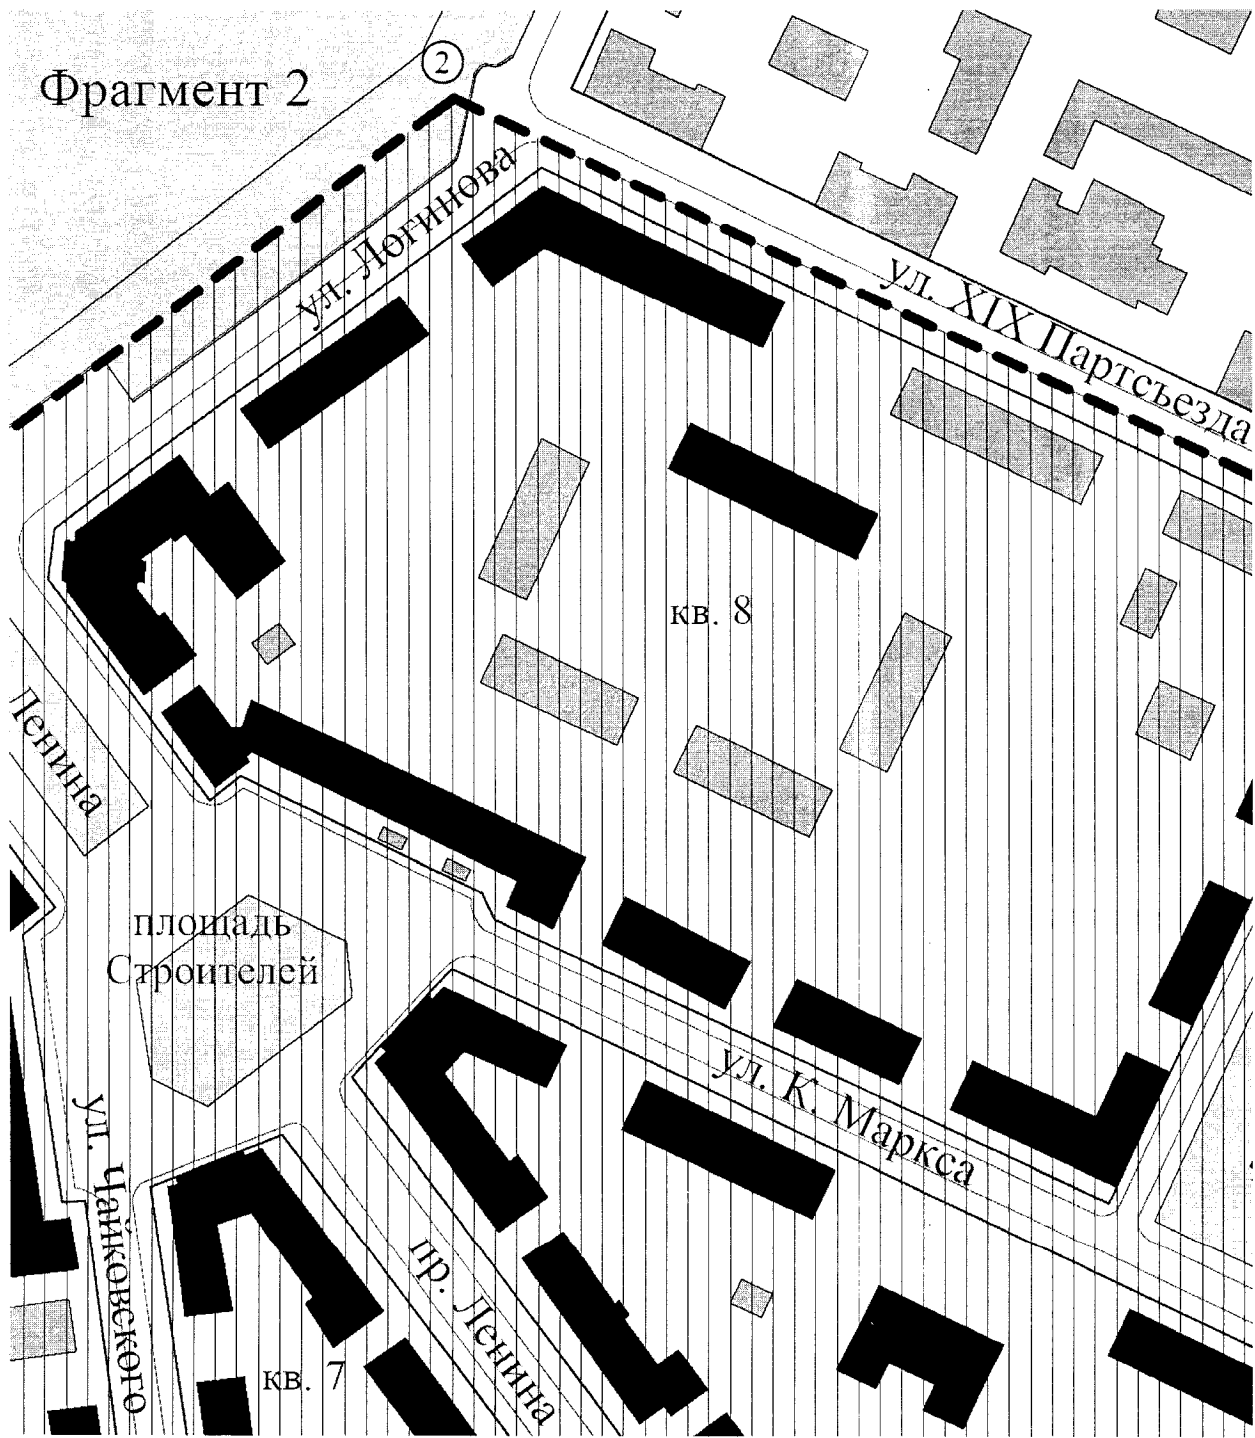 Фрагмент 2
2
ул. Логинова
ул. XIX Партсъезда
кв. 8
Ленина
площадь
Строителей
ул. К. Маркса
ул. Чайковского
пр. Ленина
кв. 7